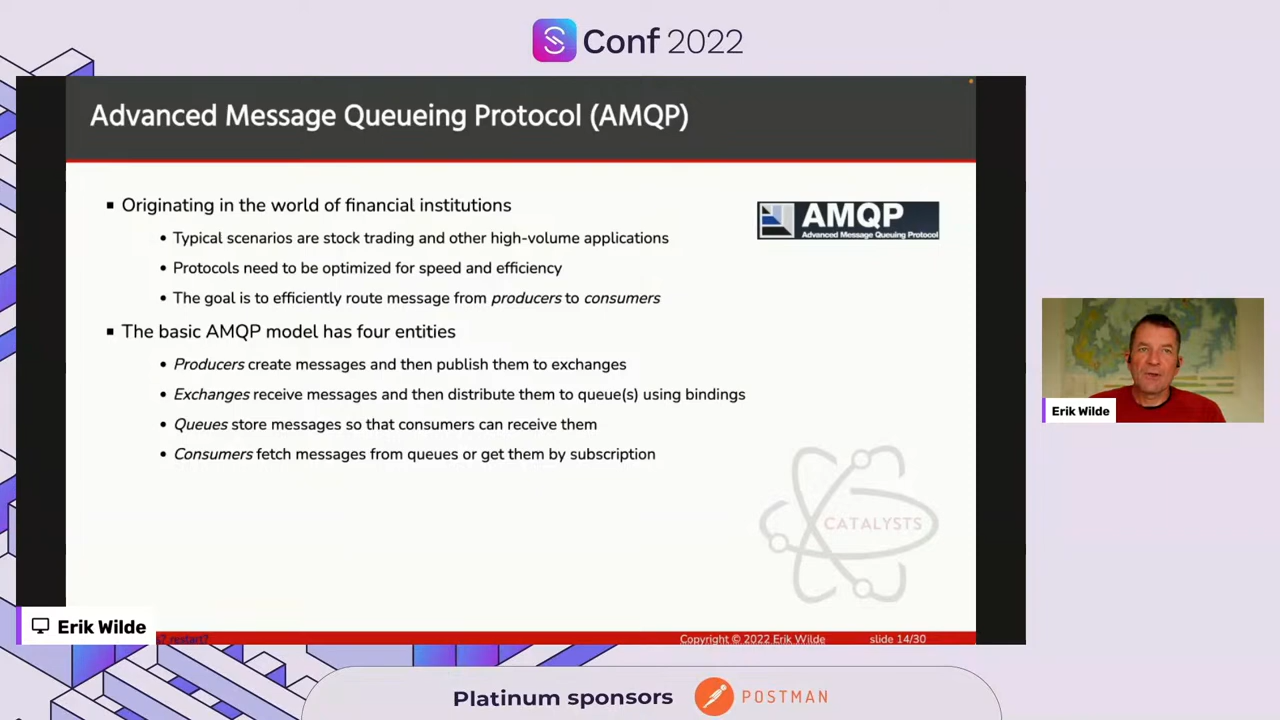 Conf 2022
Advanced Message Queueing Protocol (AMQP)
Originating in the world of financial institutions
Typical scenarios are stock trading and other high-volume applications
Protocols need to be optimized for speed and efficiency
The goal is to efficiently route message from producers to consumers
The basic AMQP model has four entities
Producers create messages and then publish them to exchanges
Exchanges receive messages and then distribute them to queue(s) using bindings
Queues store messages so that consumers can receive them
Consumers fetch messages from queues or get them by subscription
AMQP
Advanced Message Queuing Protocol
CATALYSTS
Erik Wilde
Erik Wilde
restart?
Copyright © 2022 Erik Wilde
slide 14/30
Platinum sponsors
POSTMAN